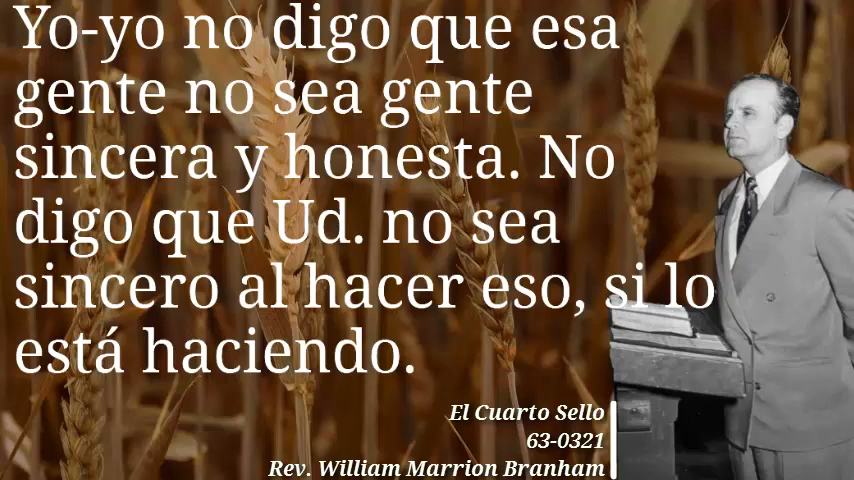 Yo-yo no digo que esa
gente no sea gente
sincera y honesta. No
digo que Ud. no sea
sincero al hacer eso, si lo
está haciendo.
El Cuarto Sello
63-0321
Rev. William Marrion Branham